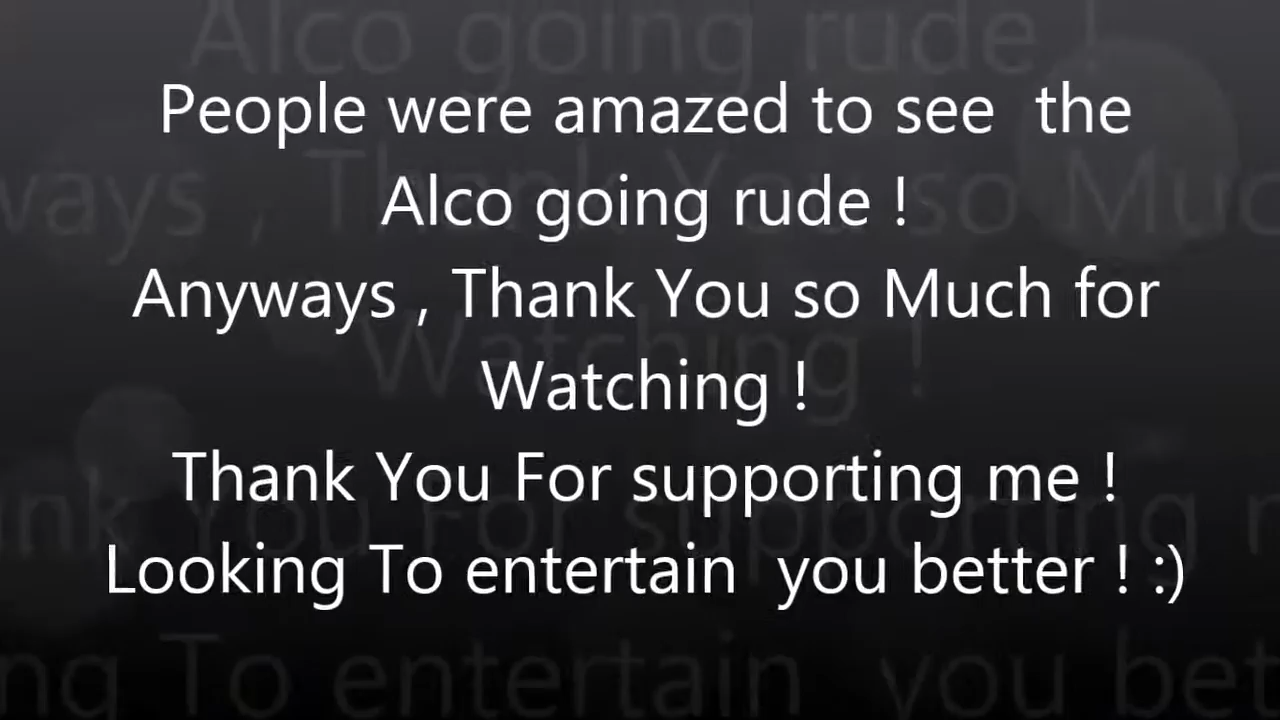 People were amazed to see  the
Alco going rude !
Anyways , Thank You so Much for
Watching !
Thank You For supporting me !
Looking To entertain  you better ! :)